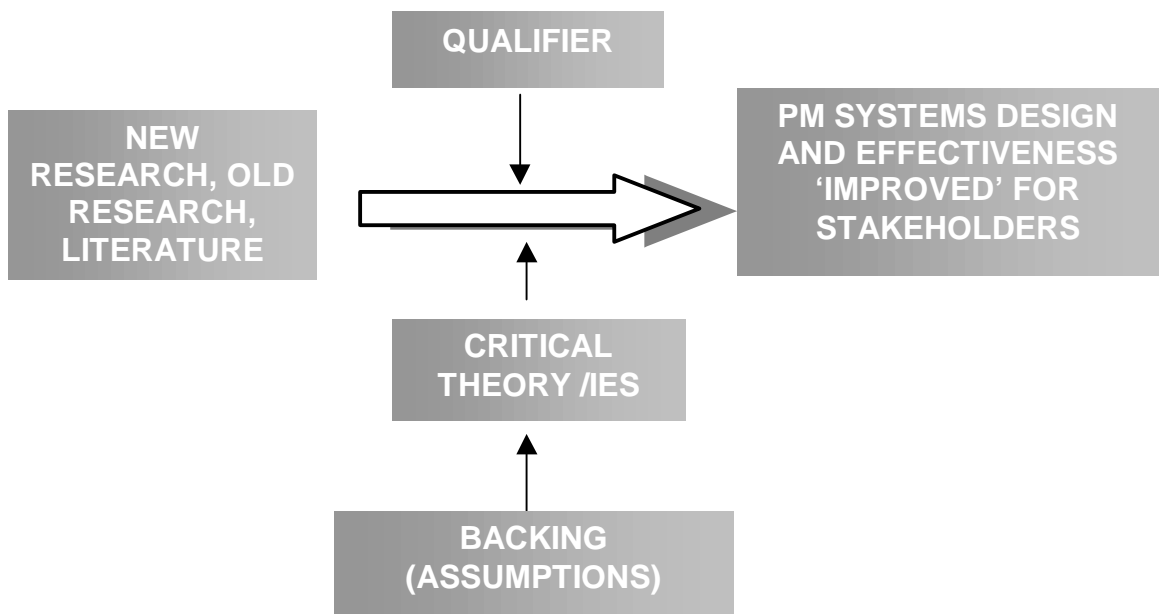 QUALIFIER
NEW
RESEARCH, OLD
RESEARCH,
LITERATURE
PM SYSTEMS DESIGN
AND EFFECTIVENESS
‘IMPROVED’ FOR
STAKEHOLDERS
CRITICAL
THEORY /IES
BACKING
(ASSUMPTIONS)